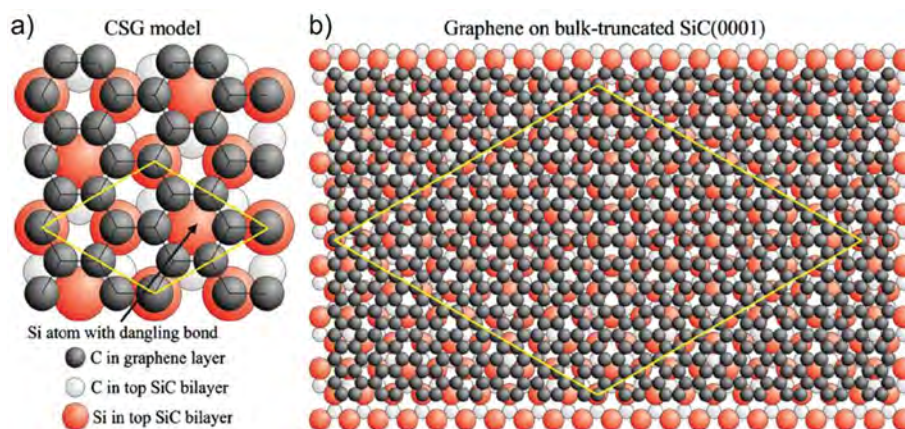 a)
CSG model
Si atom with dangling bond
C in graphene layer
C in top SiC bilayer
Si in top SiC bilayer
b)
Graphene on bulk-truncated SiC(0001)